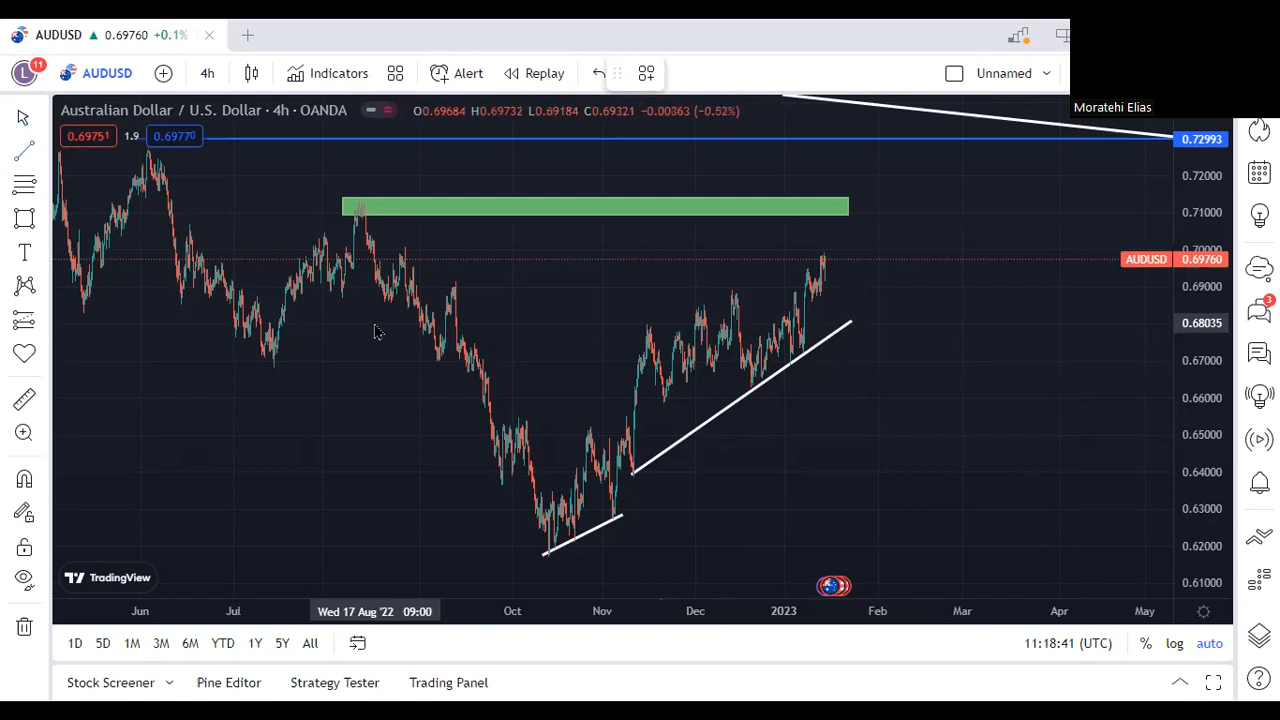 AUDUSD 0.69760 +0.1%
L 11 AUDUSD 4h Indicators Alert Replay Unnamed
Moratehi Elias
Australian Dollar / U.S. Dollar · 4h · OANDA O0.69684 H0.69732 L0.69184 C0.69321 -0.00363 (-0.52%)
0.69751 1.9 0.69770
0.72993
0.72000
0.71000
0.70000
AUDUSD 0.69760
0.69000
3
0.68035
0.67000
0.66000
0.65000
0.64000
0.63000
0.62000
0.61000
TradingView
Jun Jul Wed 17 Aug '22 09:00 Oct Nov Dec 2023 Feb Mar Apr May
1D 5D 1M 3M 6M YTD 1Y 5Y All 11:18:41 (UTC) % log auto
Stock Screener Pine Editor Strategy Tester Trading Panel